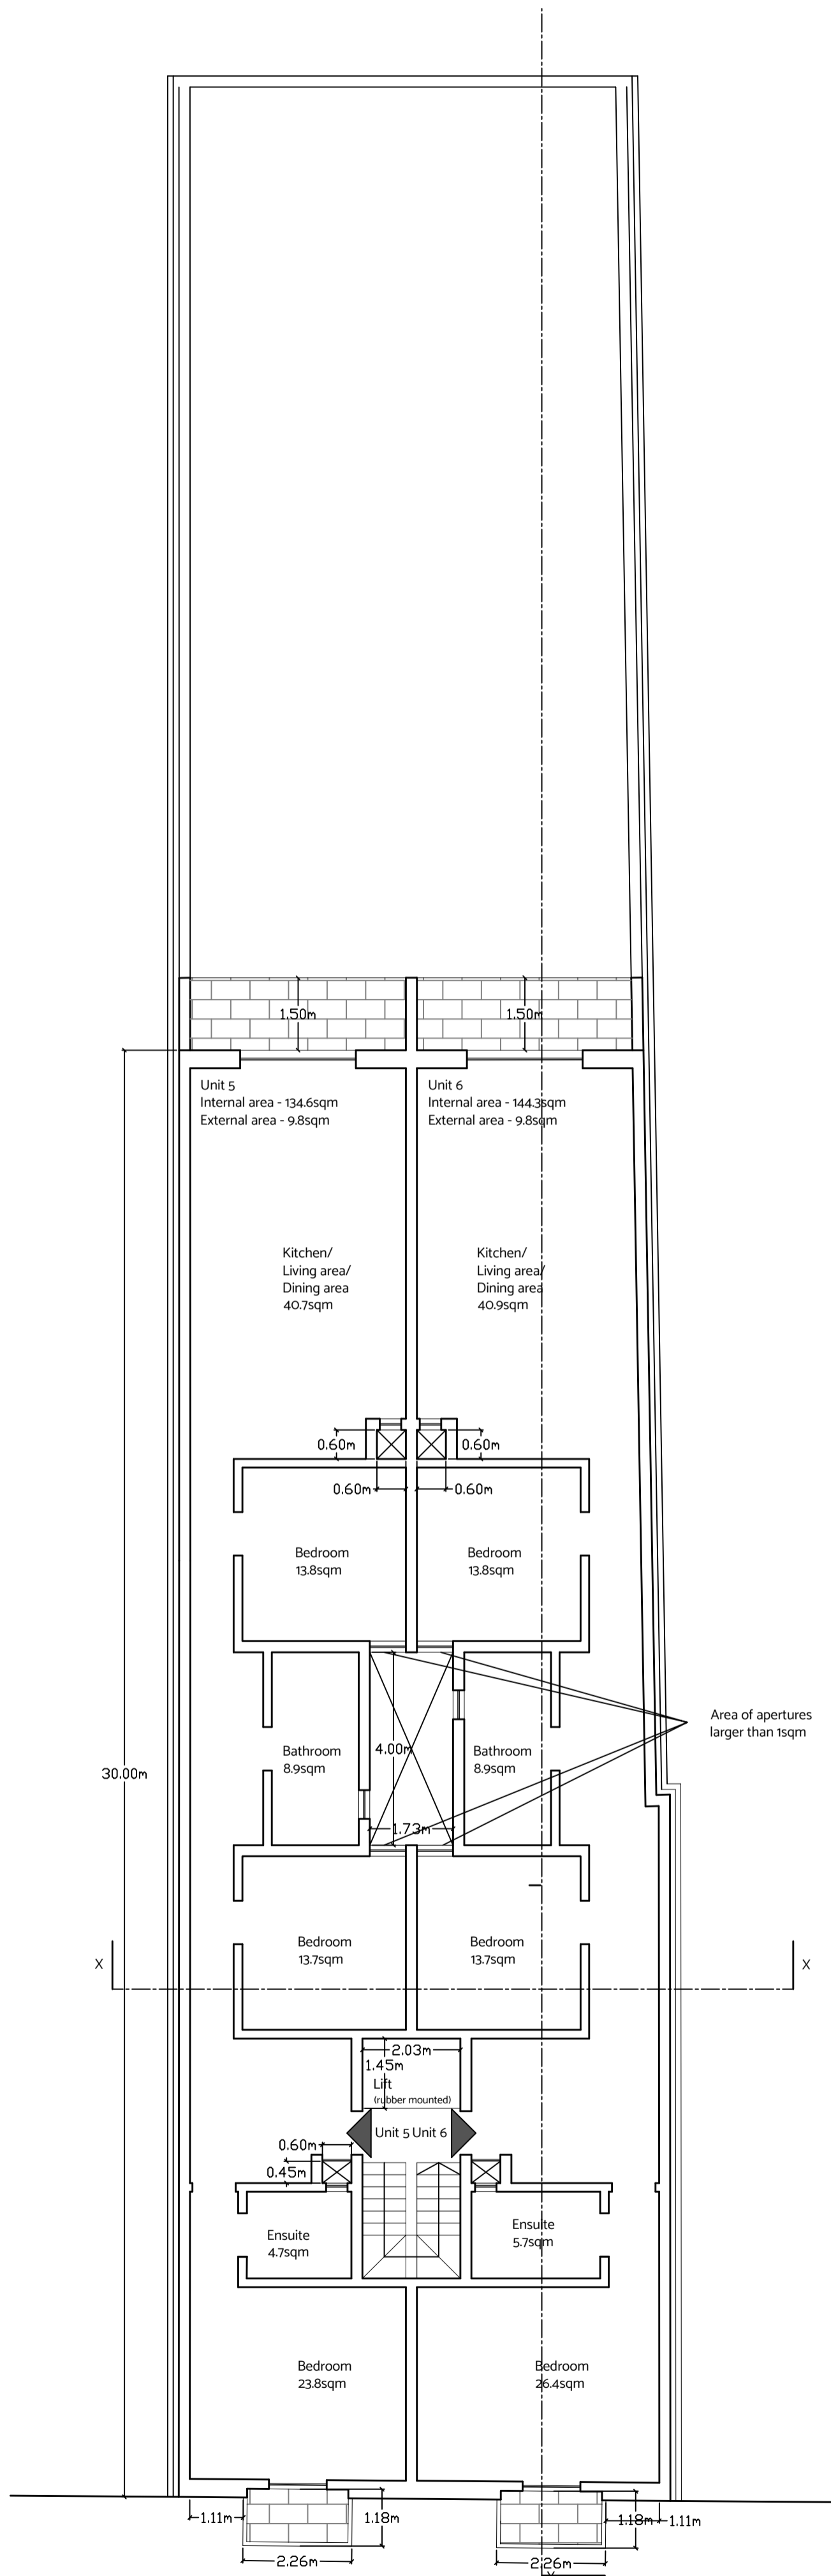 1.50m
1.50m
Unit 5
Internal area - 134.6sqm
External area - 9.8sqm
Unit 6
Internal area - 144.3sqm
External area - 9.8sqm
Kitchen/
Living area/
Dining area
40.7sqm
Kitchen/
Living area/
Dining area
40.9sqm
0.60m
0.60m
0.60m
0.60m
Bedroom
13.8sqm
Bedroom
13.8sqm
Area of apertures
larger than 1sqm
Bathroom
8.9sqm
4.00m
Bathroom
8.9sqm
30.00m
1.73m
Bedroom
13.7sqm
Bedroom
13.7sqm
X
X
2.03m
1.45m
Lift
(rubber mounted)
Unit 5 Unit 6
0.60m
0.45m
Ensuite
4.7sqm
Ensuite
5.7sqm
Bedroom
23.8sqm
Bedroom
26.4sqm
1.11m
1.18m
1.18m
1.11m
2.26m
2.26m